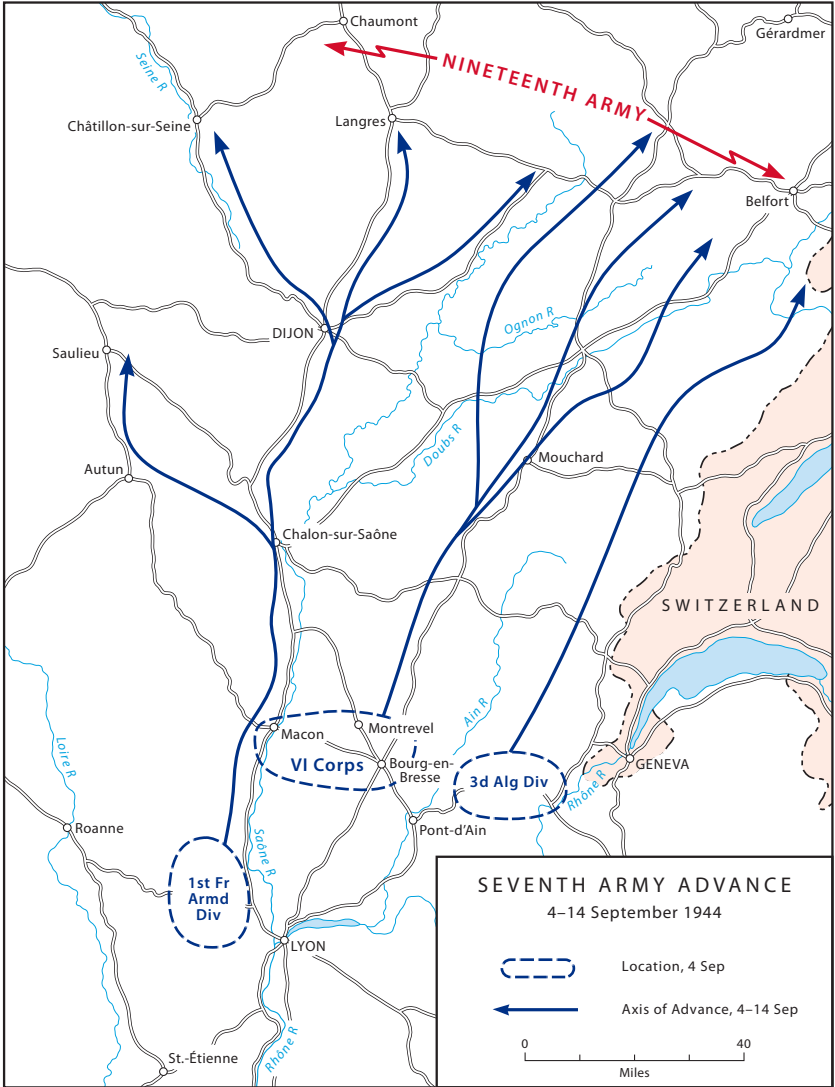 Chaumont
Gérardmer
Seine R
NINETEENTH ARMY
Châtillon-sur-Seine
Langres
Belfort
Ognon R
DIJON
Saulieu
Doubs R
Mouchard
Autun
Chalon-sur-Saône
SWITZERLAND
Ain R
Macon
Montrevel
Loire R
VI Corps
Bourg-en-
Bresse
GENEVA
3d Alg Div
Rhône R
Roanne
Pont-d’Ain
Saône R
1st Fr
Armd
Div
LYON
St.-Étienne
Rhône R
SEVENTH ARMY ADVANCE
4–14 September 1944
Location, 4 Sep
Axis of Advance, 4–14 Sep
0 40
Miles